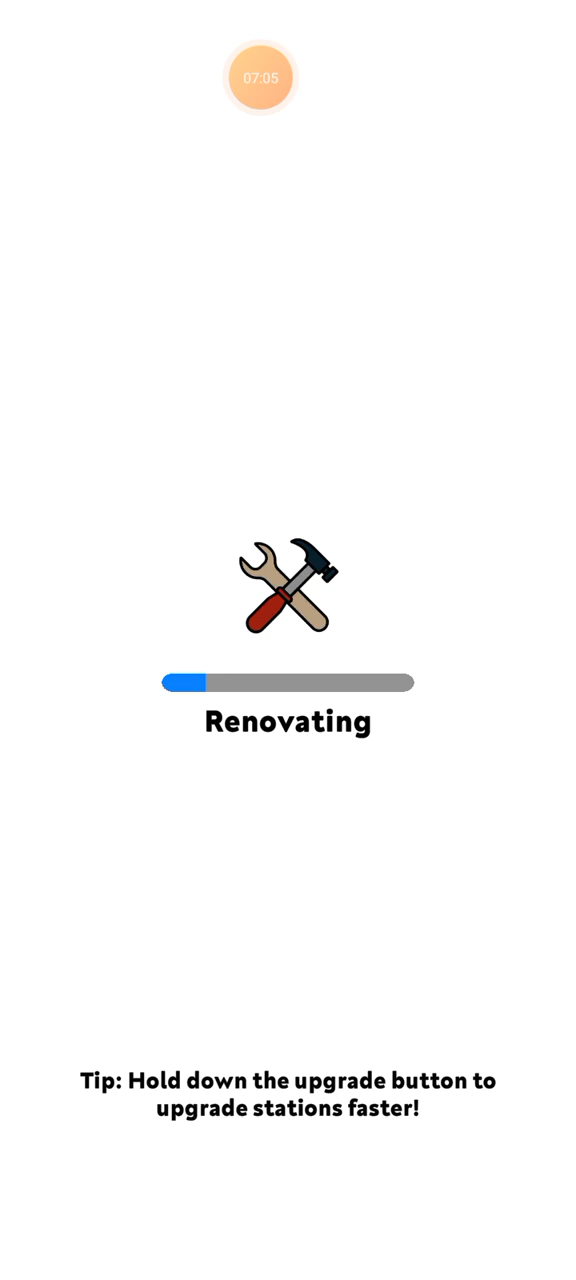 07:05
Renovating
Tip: Hold down the upgrade button to
upgrade stations faster!